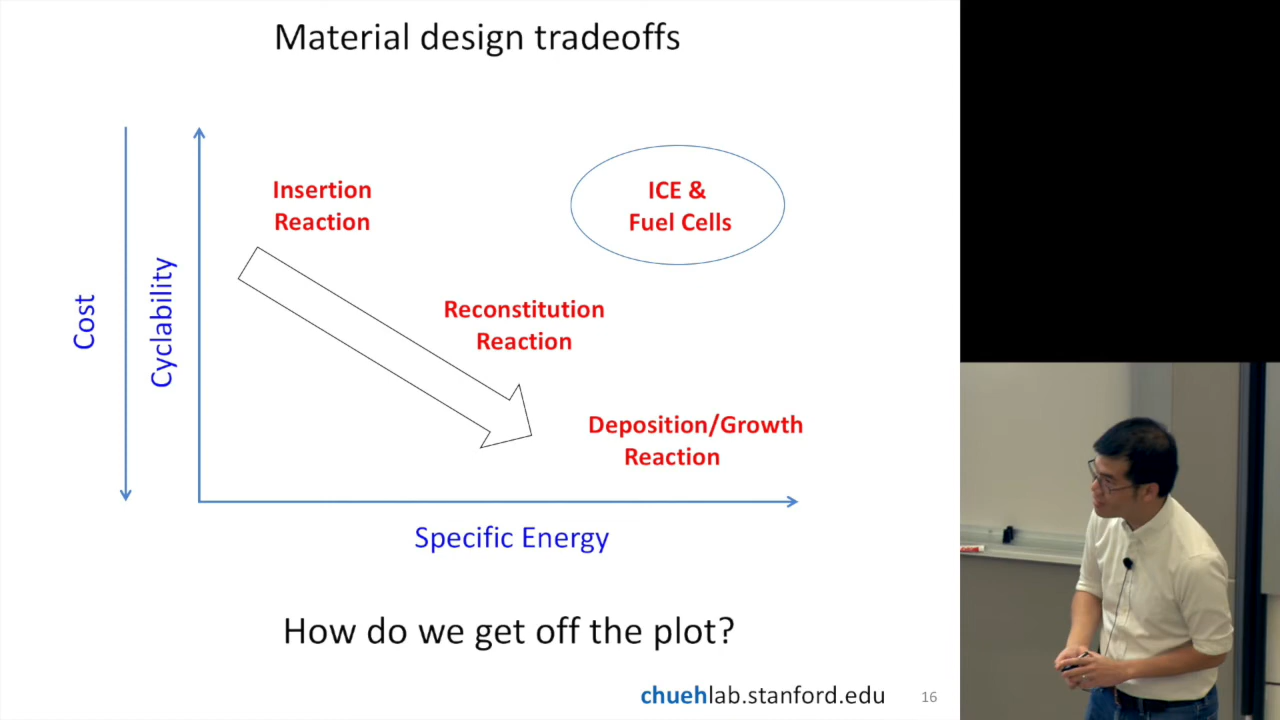 Material design tradeoffs
Cost
Cyclability
Insertion
Reaction
ICE &
Fuel Cells
Reconstitution
Reaction
Deposition/Growth
Reaction
Specific Energy
How do we get off the plot?
chuehlab.stanford.edu
16